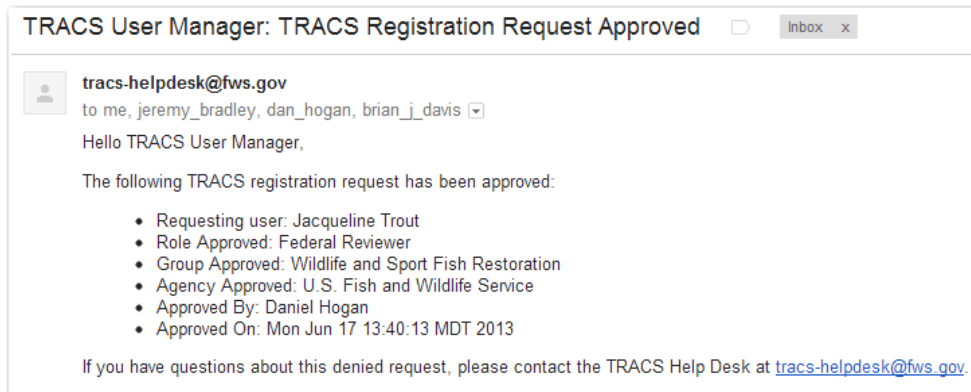 TRACS User Manager: TRACS Registration Request Approved Inbox x
tracs-helpdesk@fws.gov
to me, jeremy_bradley, dan_hogan, brian_j_davis
Hello TRACS User Manager,
The following TRACS registration request has been approved:
• Requesting user: Jacqueline Trout
• Role Approved: Federal Reviewer
• Group Approved: Wildlife and Sport Fish Restoration
• Agency Approved: U.S. Fish and Wildlife Service
• Approved By: Daniel Hogan
• Approved On: Mon Jun 17 13:40:13 MDT 2013
If you have questions about this denied request, please contact the TRACS Help Desk at tracs-helpdesk@fws.gov.